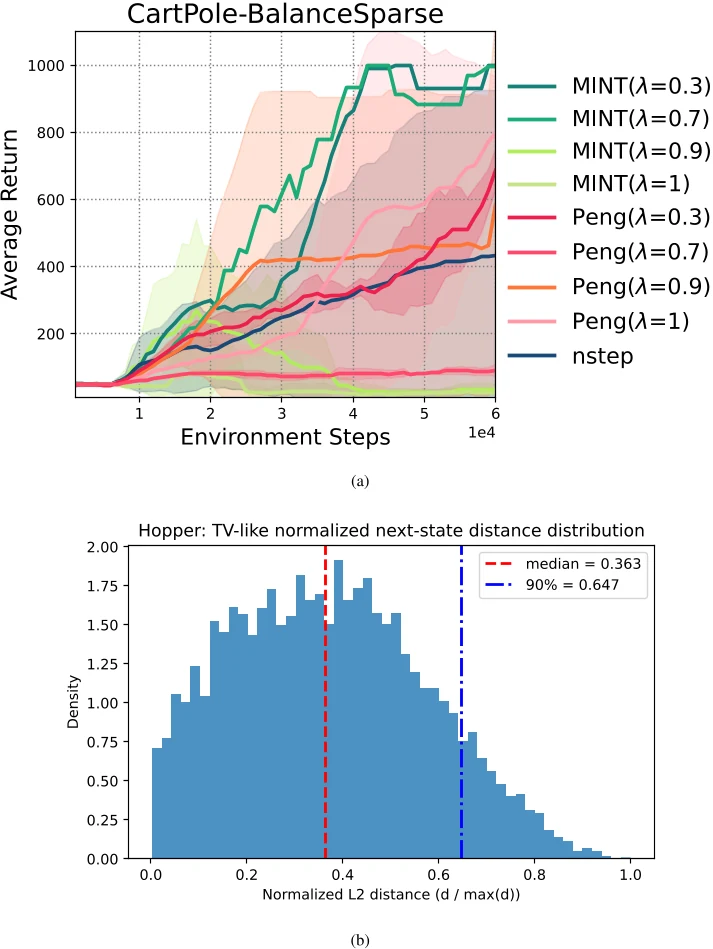 CartPole-BalanceSparse
1000
800
600
400
200
Average Return
1 2 3 4 5 6
1e4
Environment Steps
MINT(λ=0.3)
MINT(λ=0.7)
MINT(λ=0.9)
MINT(λ=1)
Peng(λ=0.3)
Peng(λ=0.7)
Peng(λ=0.9)
Peng(λ=1)
nstep
(a)
Hopper: TV-like normalized next-state distance distribution
2.00
1.75
1.50
1.25
1.00
0.75
0.50
0.25
0.00
Density
median = 0.363
90% = 0.647
0.0 0.2 0.4 0.6 0.8 1.0
Normalized L2 distance (d / max(d))
(b)